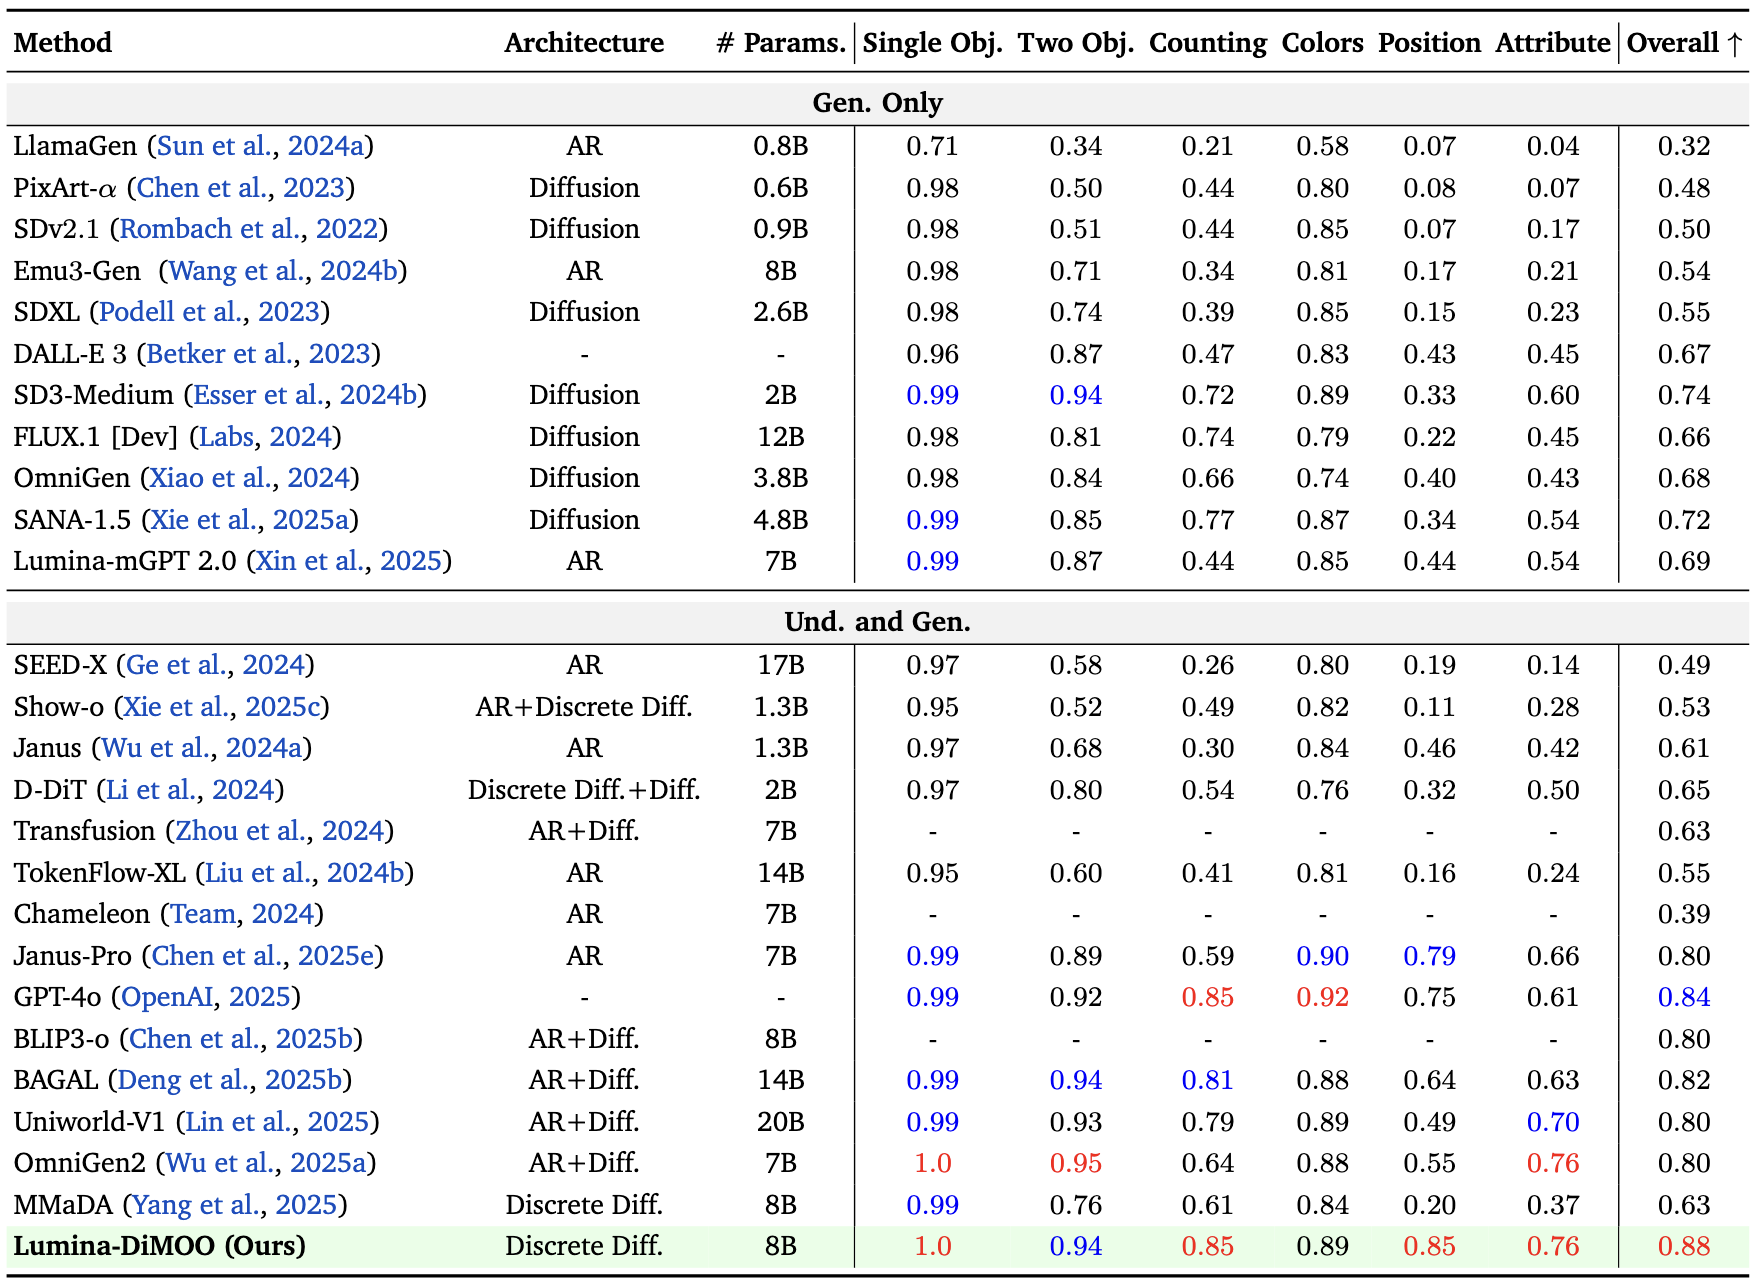 Method Architecture # Params. Single Obj. Two Obj. Counting Colors Position Attribute Overall ↑
Gen. Only
LlamaGen (Sun et al., 2024a) AR 0.8B 0.71 0.34 0.21 0.58 0.07 0.04 0.32
PixArt-α (Chen et al., 2023) Diffusion 0.6B 0.98 0.50 0.44 0.80 0.08 0.07 0.48
SDv2.1 (Rombach et al., 2022) Diffusion 0.9B 0.98 0.51 0.44 0.85 0.07 0.17 0.50
Emu3-Gen (Wang et al., 2024b) AR 8B 0.98 0.71 0.34 0.81 0.17 0.21 0.54
SDXL (Podell et al., 2023) Diffusion 2.6B 0.98 0.74 0.39 0.85 0.15 0.23 0.55
DALL-E 3 (Betker et al., 2023) - - 0.96 0.87 0.47 0.83 0.43 0.45 0.67
SD3-Medium (Esser et al., 2024b) Diffusion 2B 0.99 0.94 0.72 0.89 0.33 0.60 0.74
FLUX.1 [Dev] (Labs, 2024) Diffusion 12B 0.98 0.81 0.74 0.79 0.22 0.45 0.66
OmniGen (Xiao et al., 2024) Diffusion 3.8B 0.98 0.84 0.66 0.74 0.40 0.43 0.68
SANA-1.5 (Xie et al., 2025a) Diffusion 4.8B 0.99 0.85 0.77 0.87 0.34 0.54 0.72
Lumina-mGPT 2.0 (Xin et al., 2025) AR 7B 0.99 0.87 0.44 0.85 0.44 0.54 0.69
Und. and Gen.
SEED-X (Ge et al., 2024) AR 17B 0.97 0.58 0.26 0.80 0.19 0.14 0.49
Show-o (Xie et al., 2025c) AR+Discrete Diff. 1.3B 0.95 0.52 0.49 0.82 0.11 0.28 0.53
Janus (Wu et al., 2024a) AR 1.3B 0.97 0.68 0.30 0.84 0.46 0.42 0.61
D-DiT (Li et al., 2024) Discrete Diff.+Diff. 2B 0.97 0.80 0.54 0.76 0.32 0.50 0.65
Transfusion (Zhou et al., 2024) AR+Diff. 7B - - - - - - 0.63
TokenFlow-XL (Liu et al., 2024b) AR 14B 0.95 0.60 0.41 0.81 0.16 0.24 0.55
Chameleon (Team, 2024) AR 7B - - - - - - 0.39
Janus-Pro (Chen et al., 2025e) AR 7B 0.99 0.89 0.59 0.90 0.79 0.66 0.80
GPT-4o (OpenAI, 2025) - - 0.99 0.92 0.85 0.92 0.75 0.61 0.84
BLIP3-o (Chen et al., 2025b) AR+Diff. 8B - - - - - - 0.80
BAGAL (Deng et al., 2025b) AR+Diff. 14B 0.99 0.94 0.81 0.88 0.64 0.63 0.82
Uniworld-V1 (Lin et al., 2025) AR+Diff. 20B 0.99 0.93 0.79 0.89 0.49 0.70 0.80
OmniGen2 (Wu et al., 2025a) AR+Diff. 7B 1.0 0.95 0.64 0.88 0.55 0.76 0.80
MMaDA (Yang et al., 2025) Discrete Diff. 8B 0.99 0.76 0.61 0.84 0.20 0.37 0.63
Lumina-DiMOO (Ours) Discrete Diff. 8B 1.0 0.94 0.85 0.89 0.85 0.76 0.88